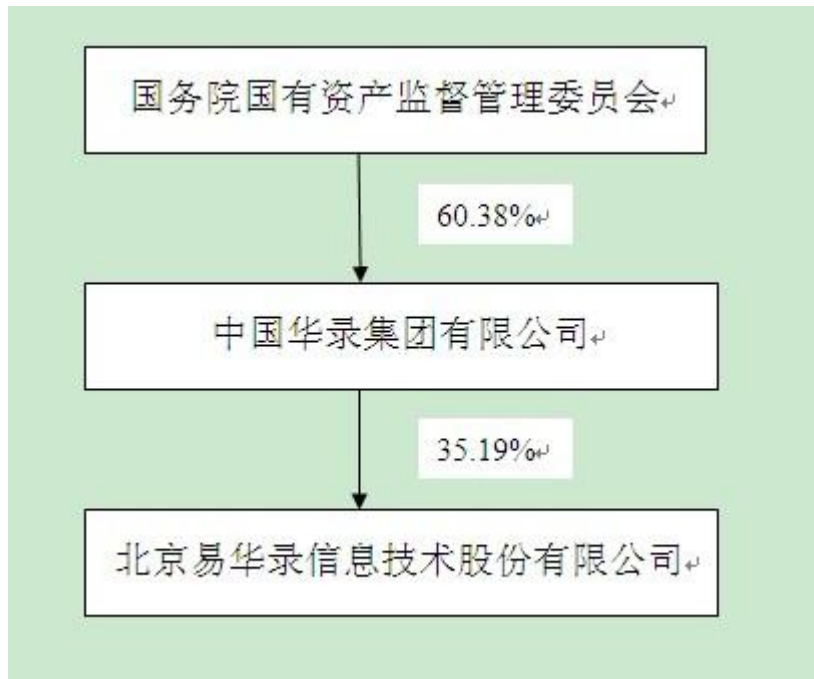 国务院国有资产监督管理委员会
60.38%
中国华录集团有限公司
35.19%
北京易华录信息技术股份有限公司